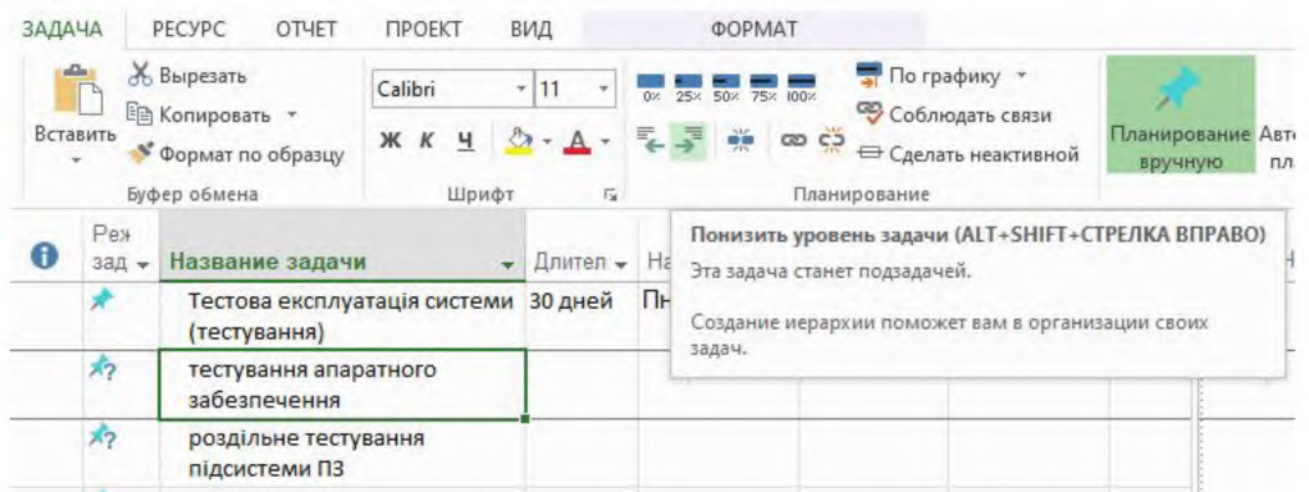 ЗАДАЧА РЕСУРС ОТЧЕТ ПРОЕКТ ВИД ФОРМАТ
Вырезать
Копировать
Формат по образцу
Вставить
Буфер обмена
Calibri 11
Ж К Ч
А
Шрифт
0% 25% 50% 75% 100%
По графику
Соблюдать связи
Сделать неактивной
Планирование
Планирование
вручную
Авт
пл
Реж
зад
Название задачи
Длител
На
Понизить уровень задачи (ALT+SHIFT+СТРЕЛКА ВПРАВО)
Эта задача станет подзадачей.
Создание иерархии поможет вам в организации своих
задач.
Тестова експлуатація системи
(тестування)
30 дней
Пн
тестування апаратного
забезпечення
роздільне тестування
підсистеми ПЗ